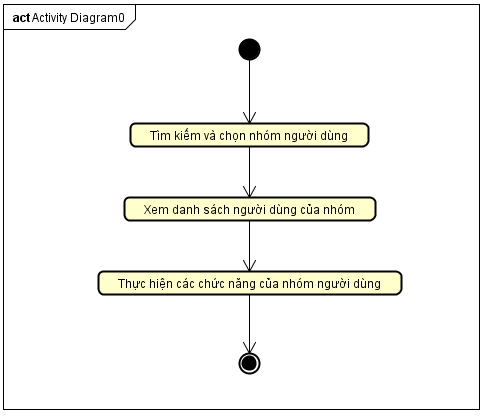 act Activity Diagram0
Tìm kiếm và chọn nhóm người dùng
Xem danh sách người dùng của nhóm
Thực hiện các chức năng của nhóm người dùng